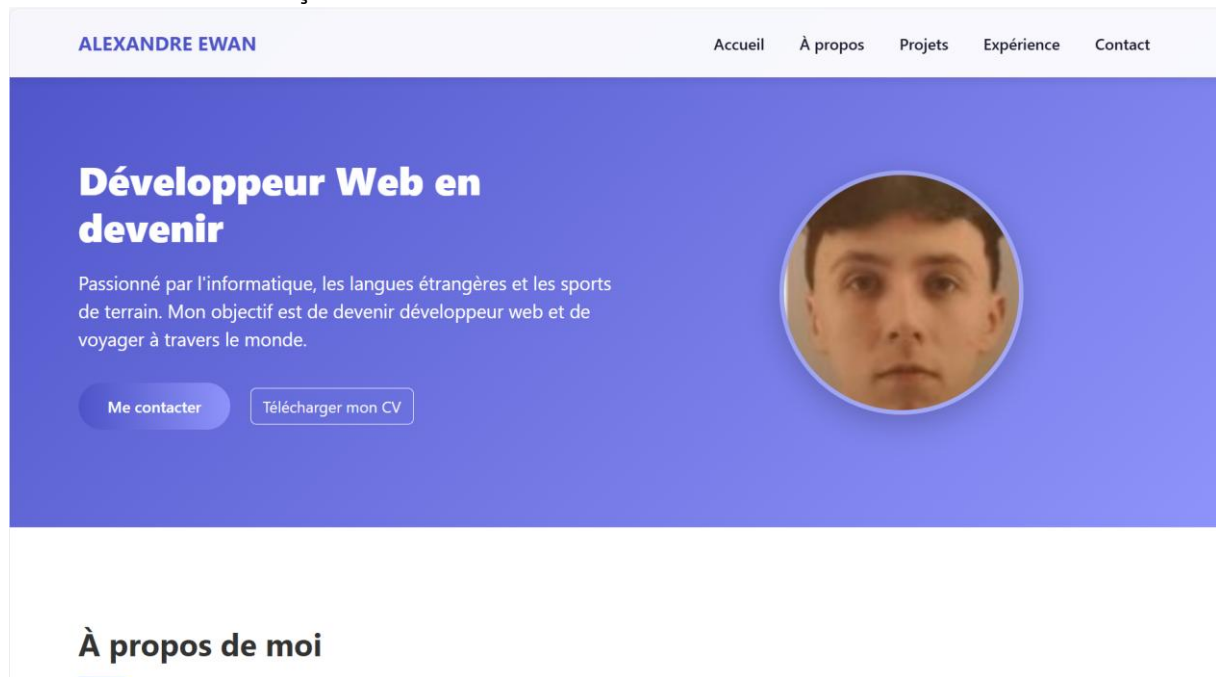 ALEXANDRE EWAN
Accueil À propos Projets Expérience Contact
Développeur Web en
devenir
Passionné par l'informatique, les langues étrangères et les sports
de terrain. Mon objectif est de devenir développeur web et de
voyager à travers le monde.
Me contacter Télécharger mon CV
À propos de moi